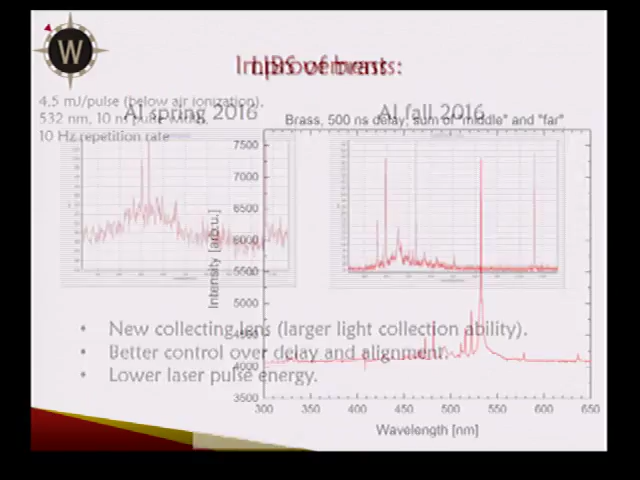 W
Improvements:
LIBS of brass:
4.5 mJ/pulse (below air ionization),
532 nm, 10 ns pulse width,
10 Hz repetition rate
Al spring 2016
Al fall 2016
Brass, 500 ns delay, sum of "middle" and "far"
7500
7000
6500
6000
5500
5000
4500
4000
3500
Intensity [arb.u.]
• New collecting lens (larger light collection ability).
• Better control over delay and alignment.
• Lower laser pulse energy.
300 350 400 450 500 550 600 650
Wavelength [nm]